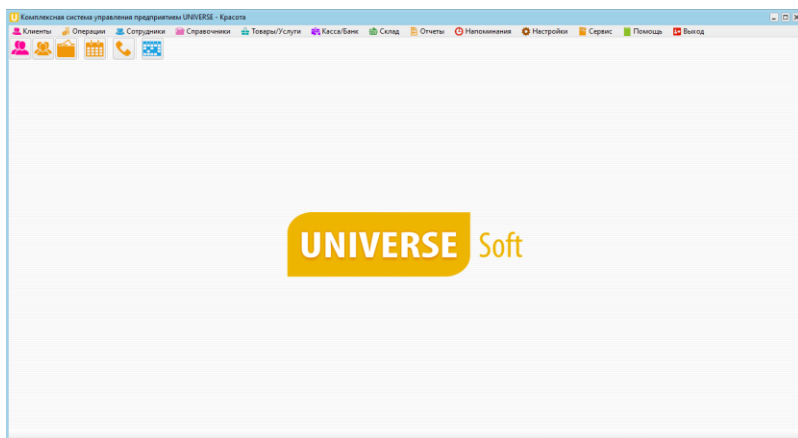 Комплексная система управления предприятием UNIVERSE - Красота
Клиенты Операции Сотрудники Справочники Товары/Услуги Касса/Банк Склад Отчеты Напоминания Настройки Сервис Помощь Выход
UNIVERSE Soft